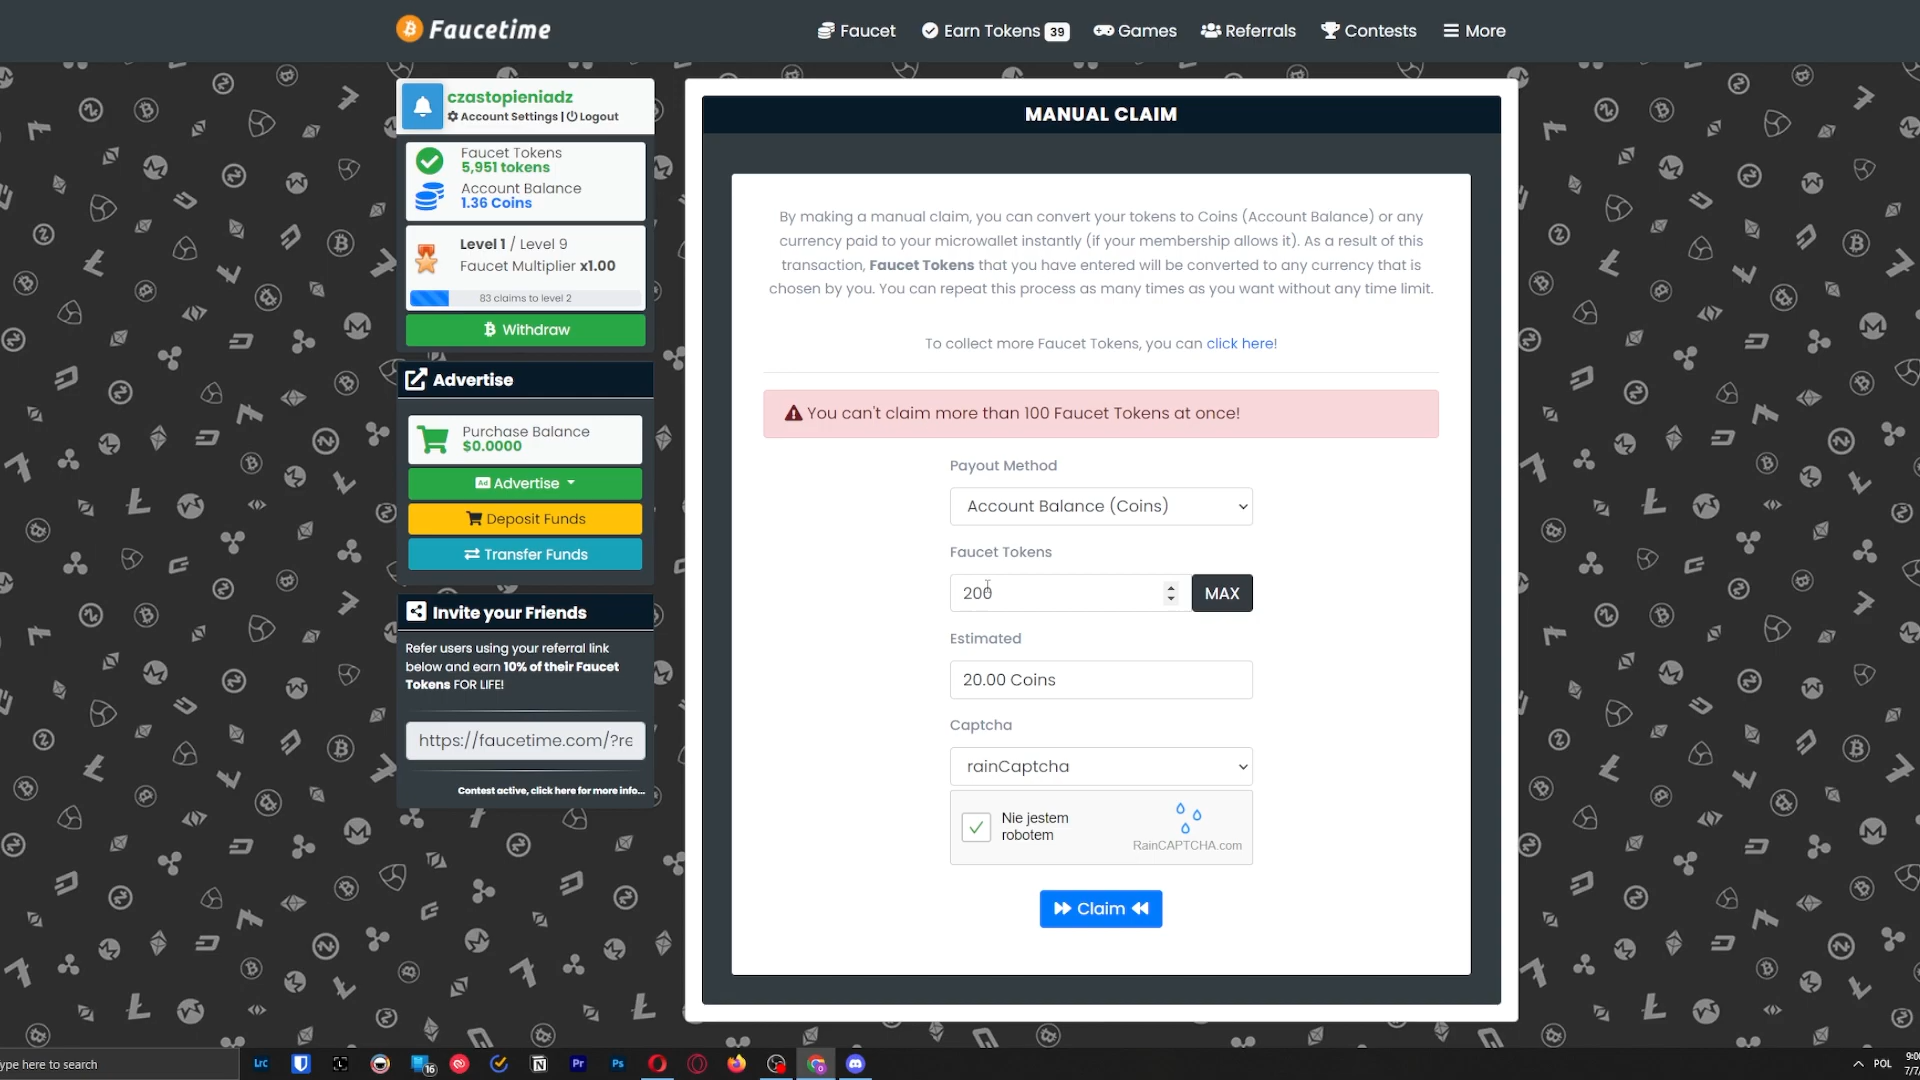 Faucetime
Faucet
Earn Tokens 39
Games
Referrals
Contests
More
czastopieniadz
Account Settings | Logout
Faucet Tokens
5,951 tokens
Account Balance
1.36 Coins
Level 1 / Level 9
Faucet Multiplier x1.00
83 claims to level 2
Withdraw
Advertise
Purchase Balance
$0.0000
Ad Advertise
Deposit Funds
Transfer Funds
Invite your Friends
Refer users using your referral link
below and earn 10% of their Faucet
Tokens FOR LIFE!
https://faucetime.com/?re
Contest active, click here for more info...
MANUAL CLAIM
By making a manual claim, you can convert your tokens to Coins (Account Balance) or any
currency paid to your microwallet instantly (if your membership allows it). As a result of this
transaction, Faucet Tokens that you have entered will be converted to any currency that is
chosen by you. You can repeat this process as many times as you want without any time limit.
To collect more Faucet Tokens, you can click here!
You can't claim more than 100 Faucet Tokens at once!
Payout Method
Account Balance (Coins)
Faucet Tokens
200
MAX
Estimated
20.00 Coins
Captcha
rainCaptcha
Nie jestem
robotem
RainCAPTCHA.com
Claim
ype here to search
LrC
L
16
N
Pr
Ps
POL
9:0
7/7